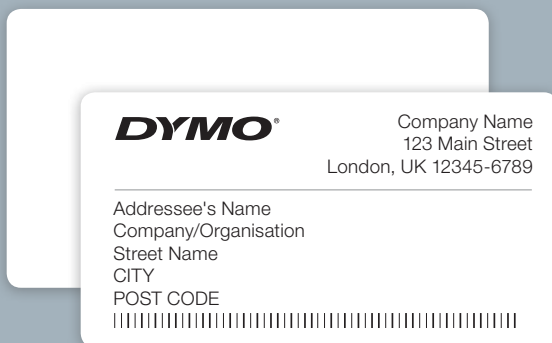 DYMO®
Company Name
123 Main Street
London, UK 12345-6789
Addressee's Name
Company/Organisation
Street Name
CITY
POST CODE